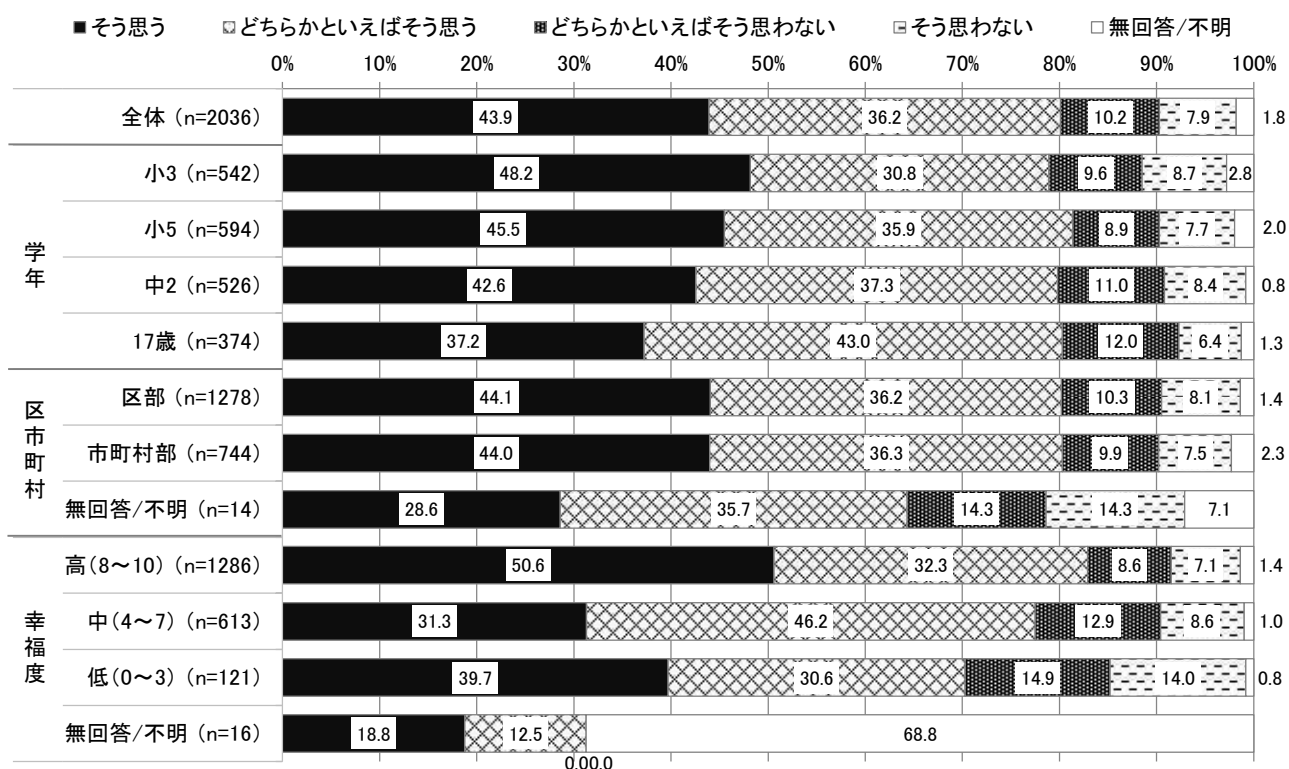 ■そう思う ▨どちらかといえばそう思う ▦どちらかといえばそう思わない ▤そう思わない □無回答/不明
0% 10% 20% 30% 40% 50% 60% 70% 80% 90% 100%
全体 (n=2036) 43.9 36.2 10.2 7.9 1.8
学年
小3 (n=542) 48.2 30.8 9.6 8.7 2.8
小5 (n=594) 45.5 35.9 8.9 7.7 2.0
中2 (n=526) 42.6 37.3 11.0 8.4 0.8
17歳 (n=374) 37.2 43.0 12.0 6.4 1.3
区市町村
区部 (n=1278) 44.1 36.2 10.3 8.1 1.4
市町村部 (n=744) 44.0 36.3 9.9 7.5 2.3
無回答/不明 (n=14) 28.6 35.7 14.3 14.3 7.1
幸福度
高(8～10) (n=1286) 50.6 32.3 8.6 7.1 1.4
中(4～7) (n=613) 31.3 46.2 12.9 8.6 1.0
低(0～3) (n=121) 39.7 30.6 14.9 14.0 0.8
無回答/不明 (n=16) 18.8 12.5 68.8
0.00.0